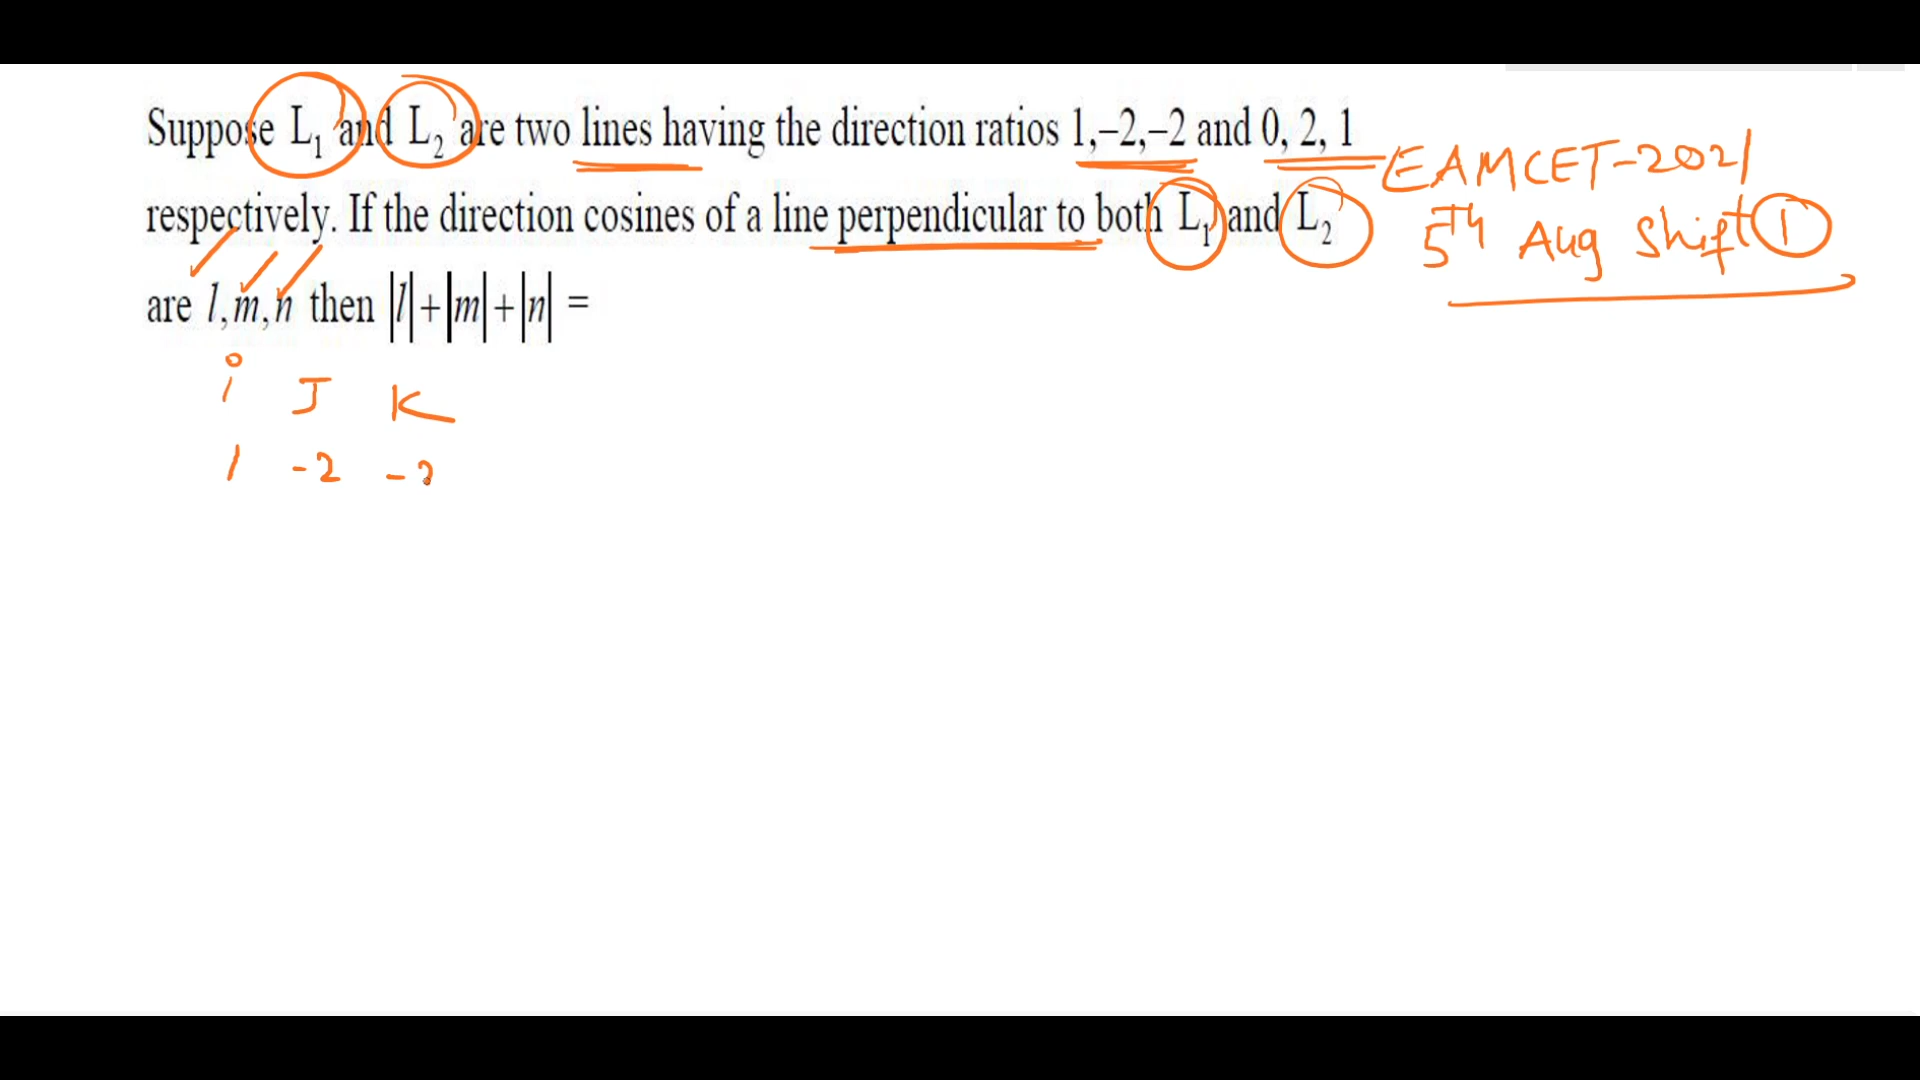 Suppose L₁ and L₂ are two lines having the direction ratios 1,–2,–2 and 0, 2, 1
respectively. If the direction cosines of a line perpendicular to both L₁ and L₂
are l,m,n then |l|+|m|+|n| =
EAMCET-2021
5TH Aug Shift 1
i J K
1 -2 -2